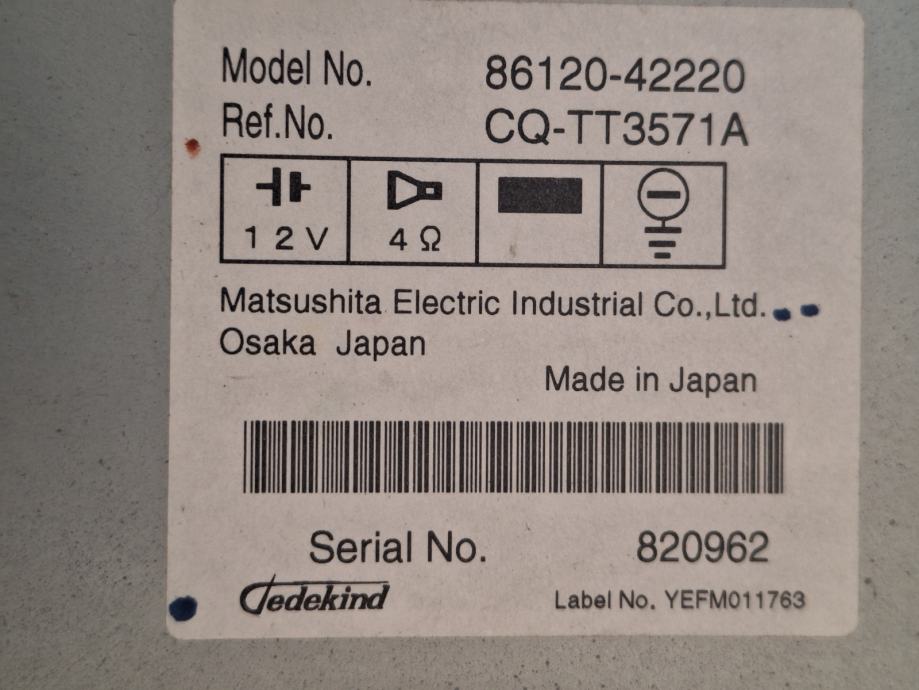 Model No. 86120-42220
Ref.No. CQ-TT3571A
12V 4Ω
Matsushita Electric Industrial Co.,Ltd.
Osaka Japan
Made in Japan
Serial No. 820962
Dedekind Label No. YEFM011763